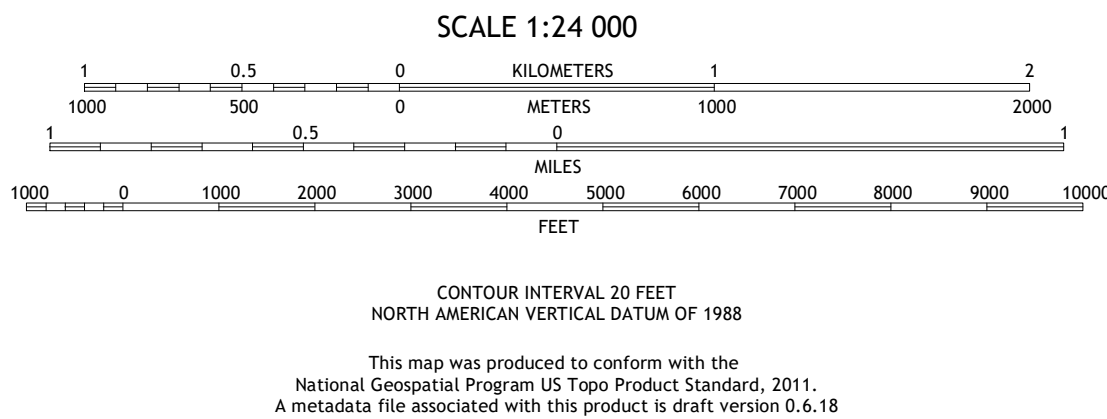 SCALE 1:24 000
1 0.5 0 KILOMETERS 1 2
1000 500 0 METERS 1000 2000
1 0.5 0 1
MILES
1000 0 1000 2000 3000 4000 5000 6000 7000 8000 9000 10000
FEET
CONTOUR INTERVAL 20 FEET
NORTH AMERICAN VERTICAL DATUM OF 1988
This map was produced to conform with the
National Geospatial Program US Topo Product Standard, 2011.
A metadata file associated with this product is draft version 0.6.18